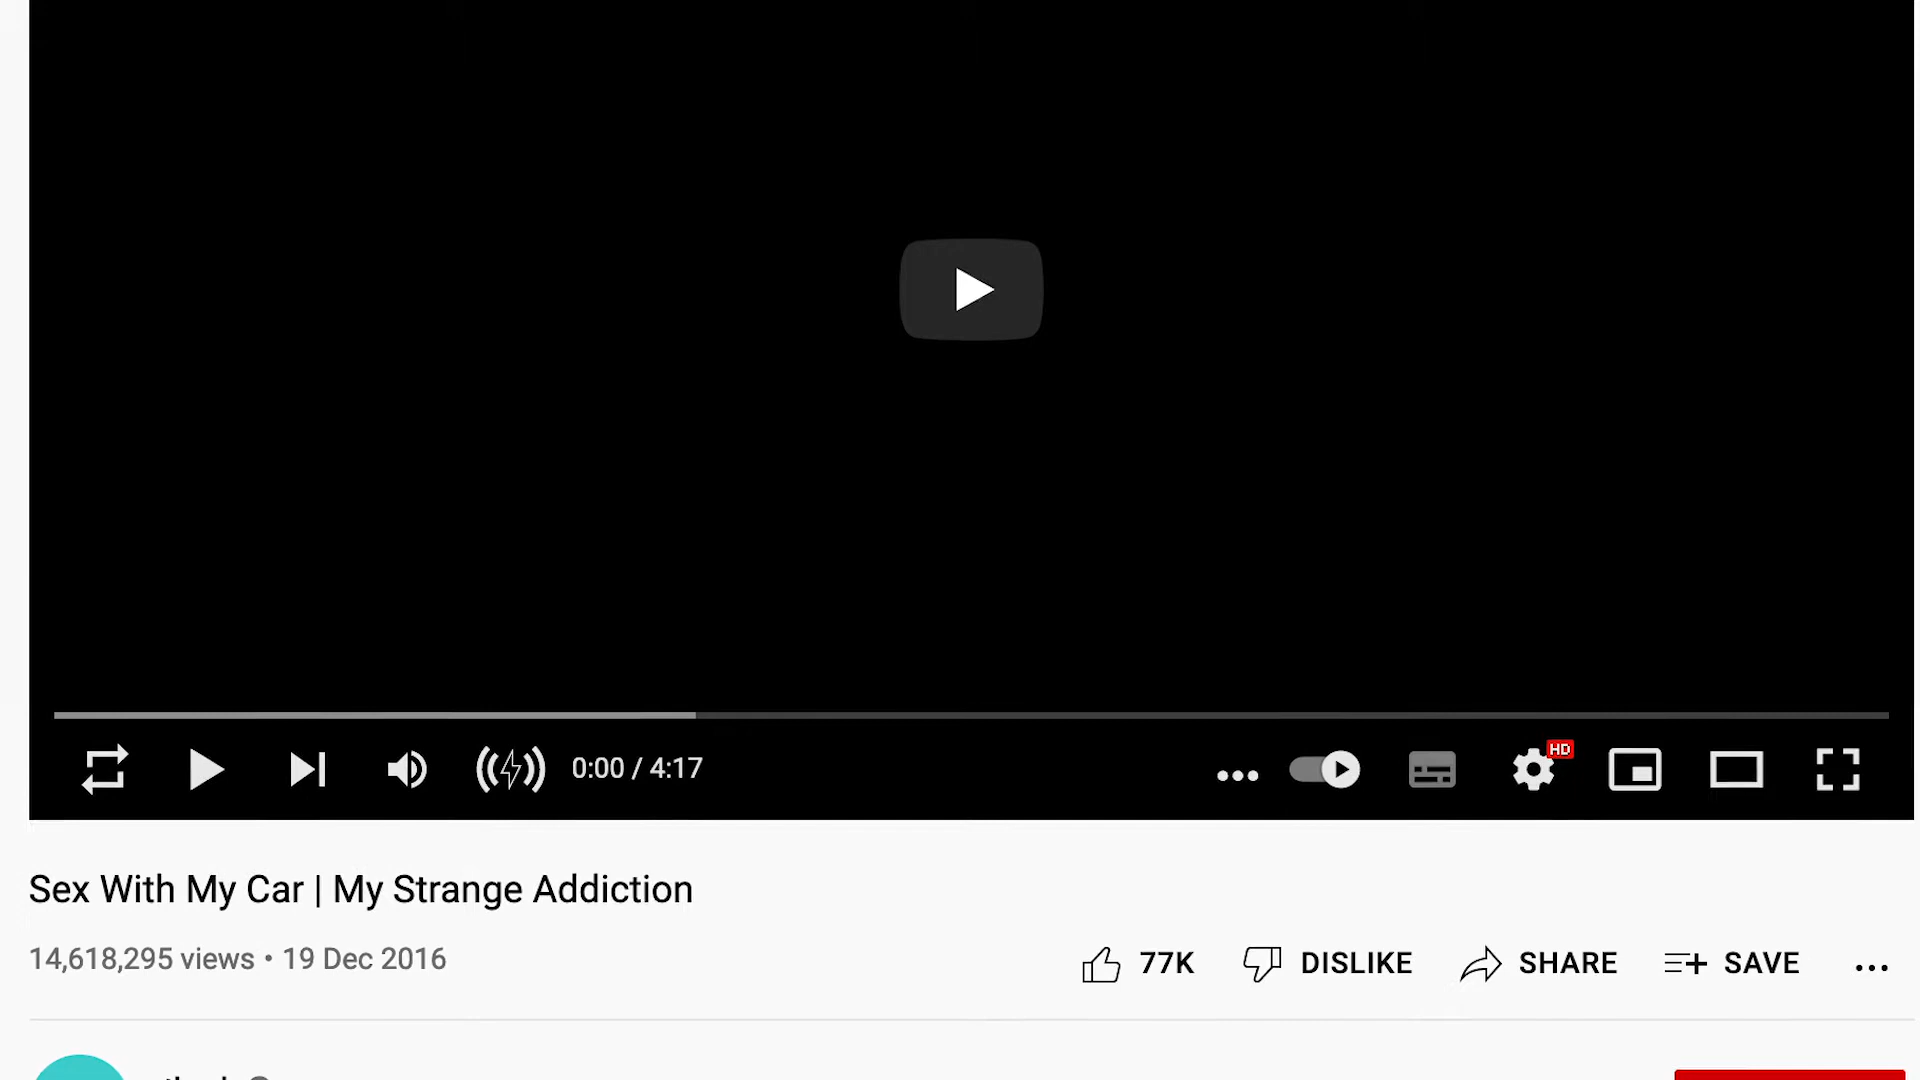 HD
0:00 / 4:17
Sex With My Car | My Strange Addiction
14,618,295 views • 19 Dec 2016
77K
DISLIKE
SHARE
SAVE